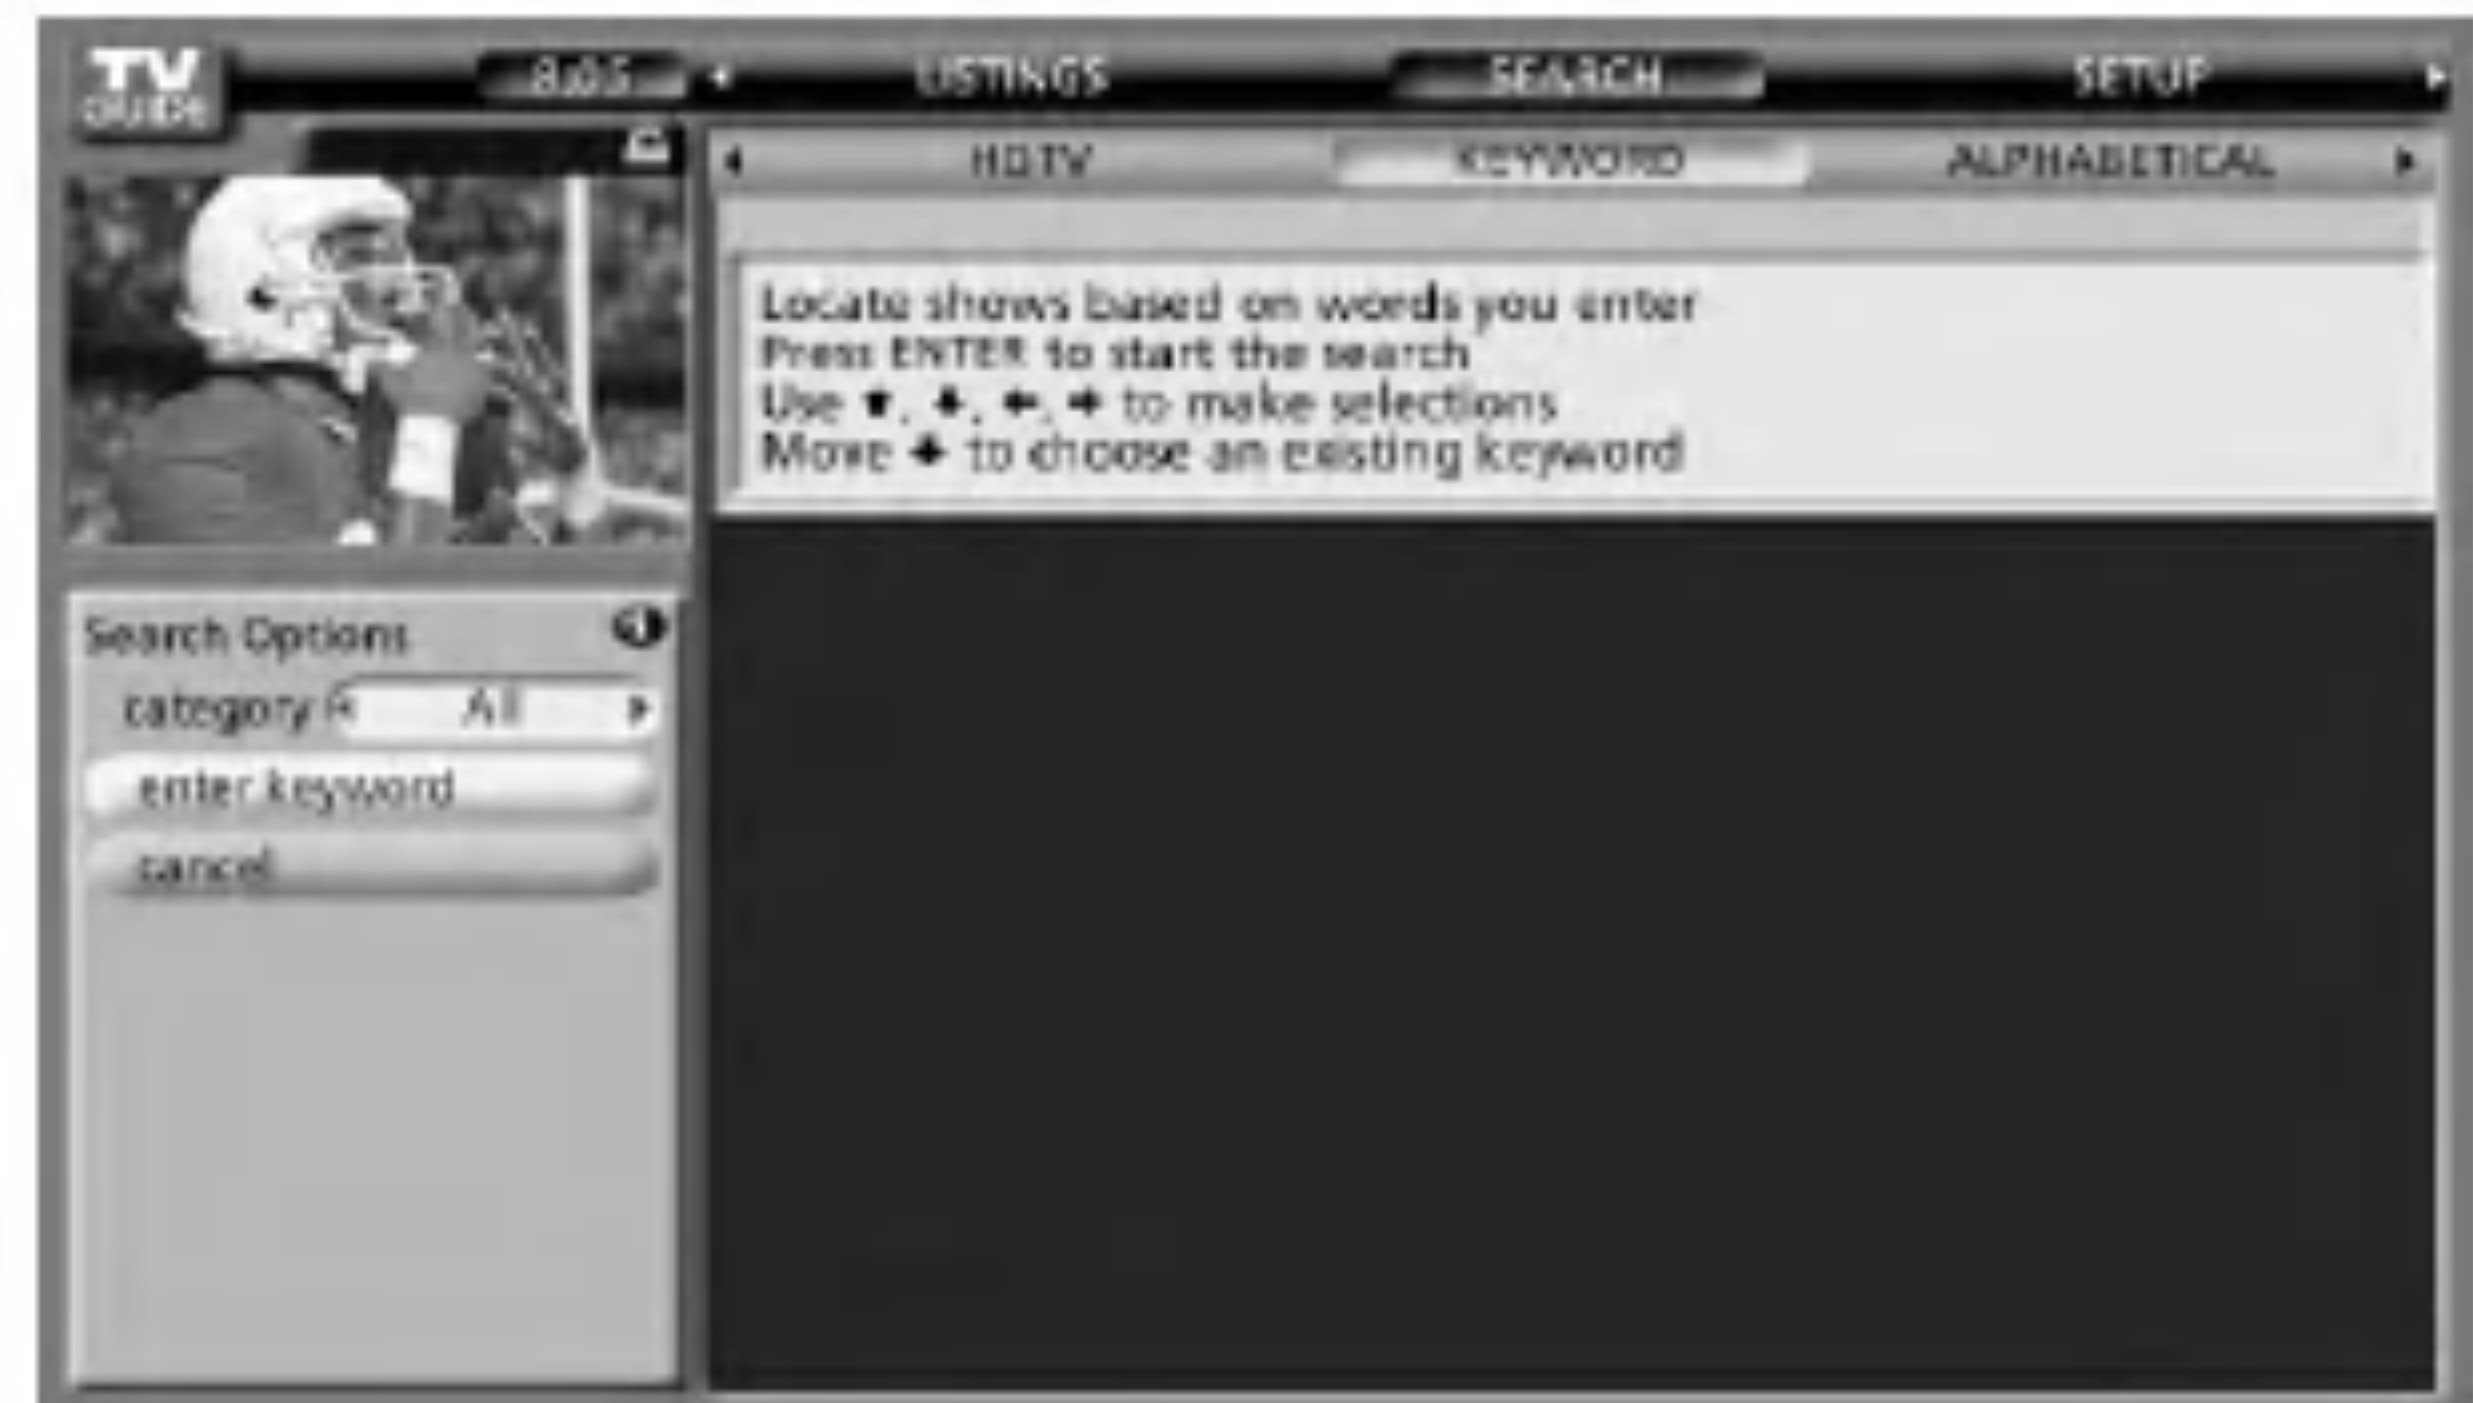 TV
GUIDE
8:05
LISTINGS
SEARCH
SETUP
HDTV
KEYWORD
ALPHABETICAL
Locate shows based on words you enter
Press ENTER to start the search
Use ↑, ↓, ←, → to make selections
Move ↓ to choose an existing keyword
Search Options
category All
enter keyword
cancel